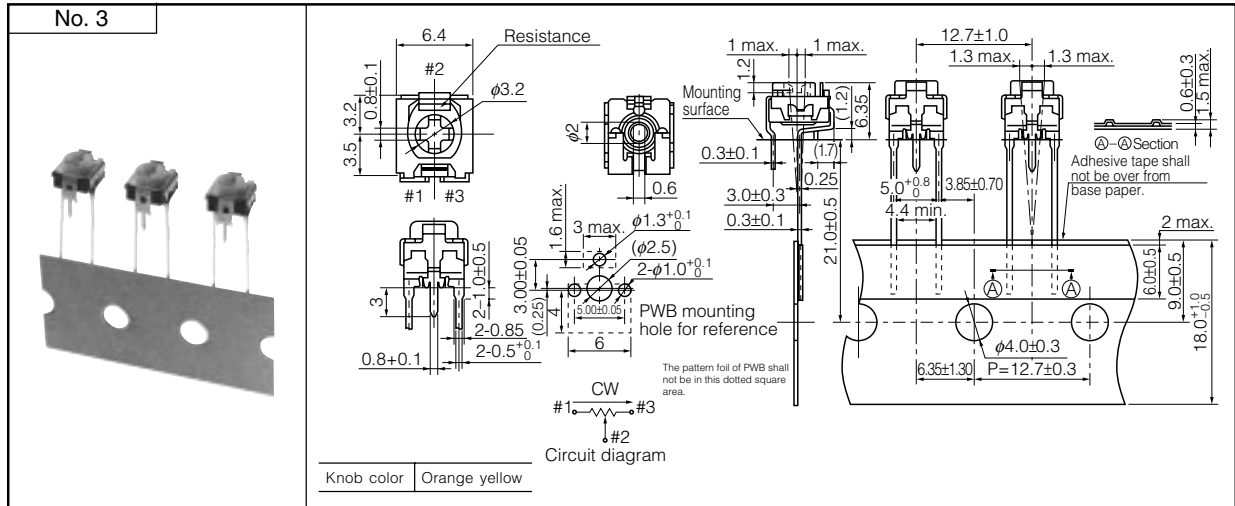 No. 3
6.4
Resistance
#2
φ3.2
0.8±0.1
3.2
3.5
#1 #3
φ2
0.6
1 max. 1 max.
1.2
Mounting
surface
(1.2)
6.35
0.3±0.1
(1.7)
0.25
3.0±0.3
0.3±0.1
21.0±0.5
12.7±1.0
1.3 max. 1.3 max.
0.6±0.3
1.5 max.
Ⓐ–Ⓐ Section
Adhesive tape shall
not be over from
base paper.
5.0+0.8 0
3.85±0.70
4.4 min.
2 max.
6.0±0.5
9.0±0.5
18.0+1.0 −0.5
Ⓐ Ⓐ
φ4.0±0.3
6.35±1.30
P=12.7±0.3
3
2-1.0±0.5
2-0.85
2-0.5+0.1 0
0.8+0.1
1.6 max.
3 max.
φ1.3+0.1 0
(φ2.5)
2-φ1.0+0.1 0
3.00±0.05
(0.25)
4
5.00±0.05
6
PWB mounting
hole for reference
The pattern foil of PWB shall
not be in this dotted square
area.
CW
#1 #3
#2
Circuit diagram
Knob color Orange yellow